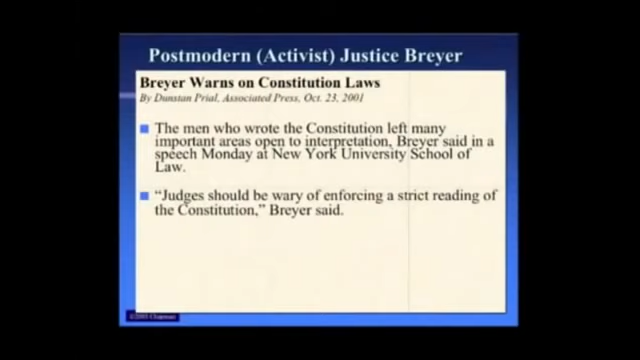 Postmodern (Activist) Justice Breyer
Breyer Warns on Constitution Laws
By Dunstan Prial, Associated Press, Oct. 23, 2001
The men who wrote the Constitution left many
important areas open to interpretation, Breyer said in a
speech Monday at New York University School of
Law.
“Judges should be wary of enforcing a strict reading of
the Constitution,” Breyer said.